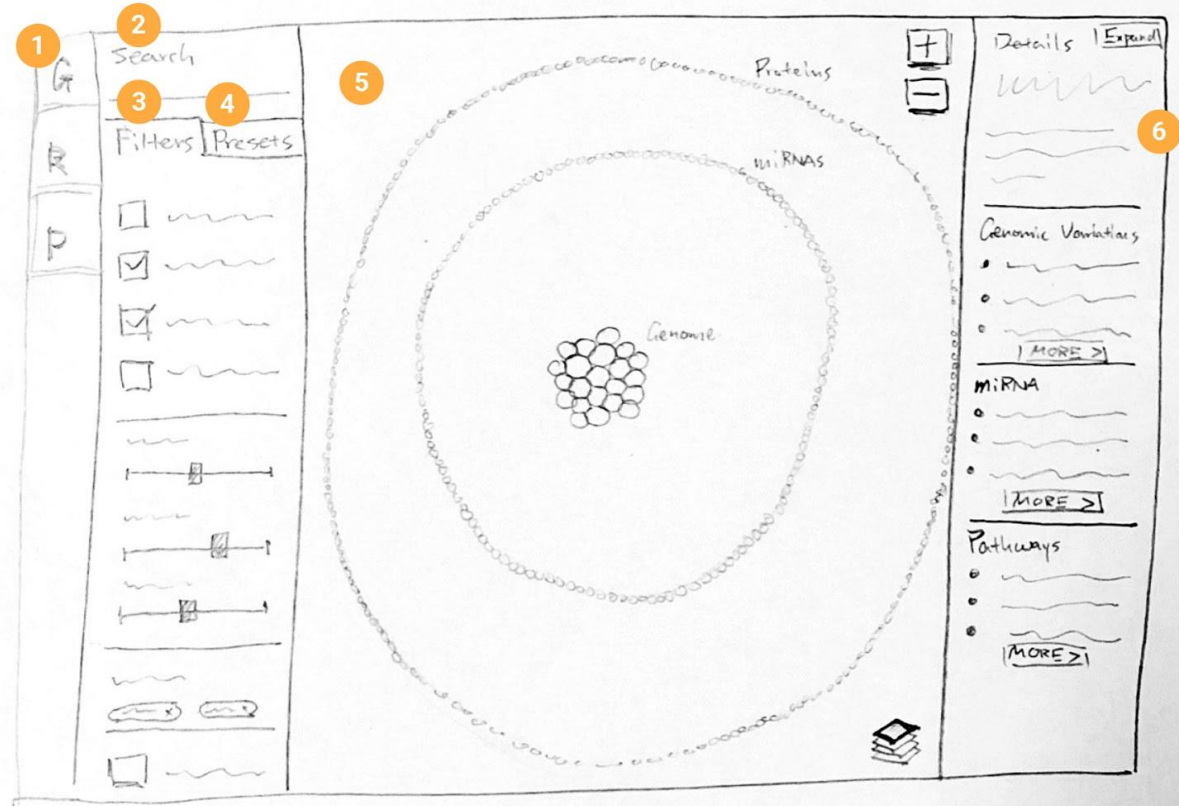 1
2
3
4
5
6
G
R
P
Search
Filters
Presets
Proteins
miRNAs
Genome
+
−
Details
Expand
Genomic Variations
MORE >
miRNA
MORE >
Pathways
MORE >